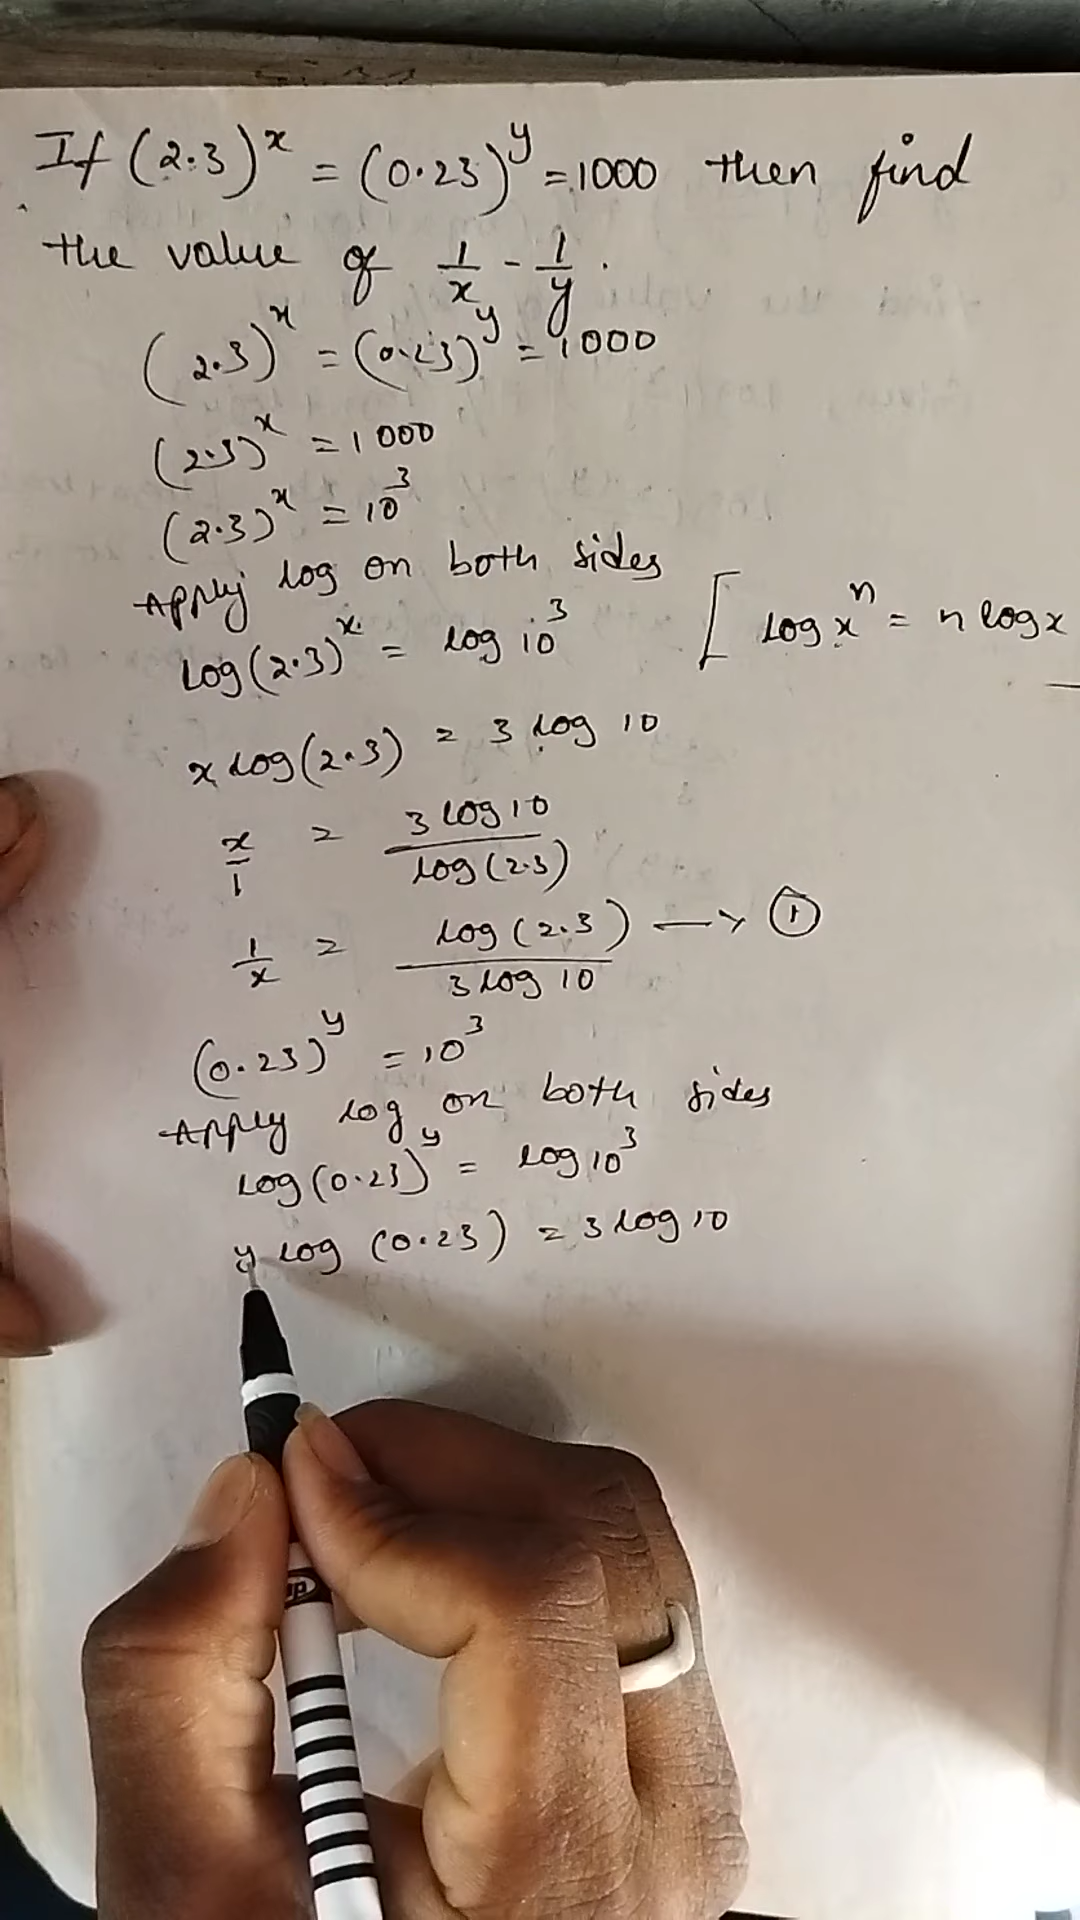 If (2.3)^x = (0.23)^y = 1000 then find
the value of 1/x - 1/y.
(2.3)^x = (0.23)^y = 1000
(2.3)^x = 1000
(2.3)^x = 10^3
Apply log on both sides
log(2.3)^x = log 10^3 [log x^n = n log x
x log(2.3) = 3 log 10
x/1 = 3 log 10 / log(2.3)
1/x = log(2.3) / 3 log 10 → ①
(0.23)^y = 10^3
Apply log on both sides
log(0.23)^y = log 10^3
y log (0.23) = 3 log 10